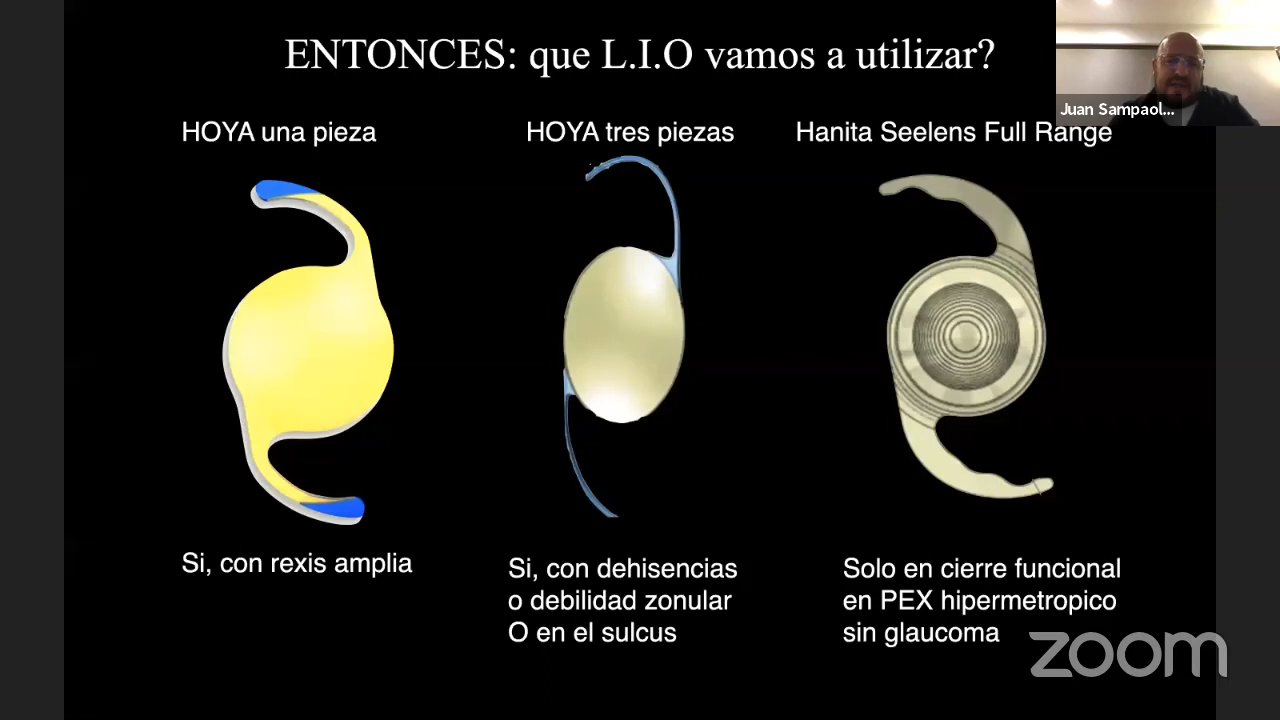 ENTONCES: que L.I.O vamos a utilizar?
Juan Sampaol...
HOYA una pieza
HOYA tres piezas
Hanita Seelens Full Range
Si, con rexis amplia
Si, con dehisencias
o debilidad zonular
O en el sulcus
Solo en cierre funcional
en PEX hipermetropico
sin glaucoma
zoom